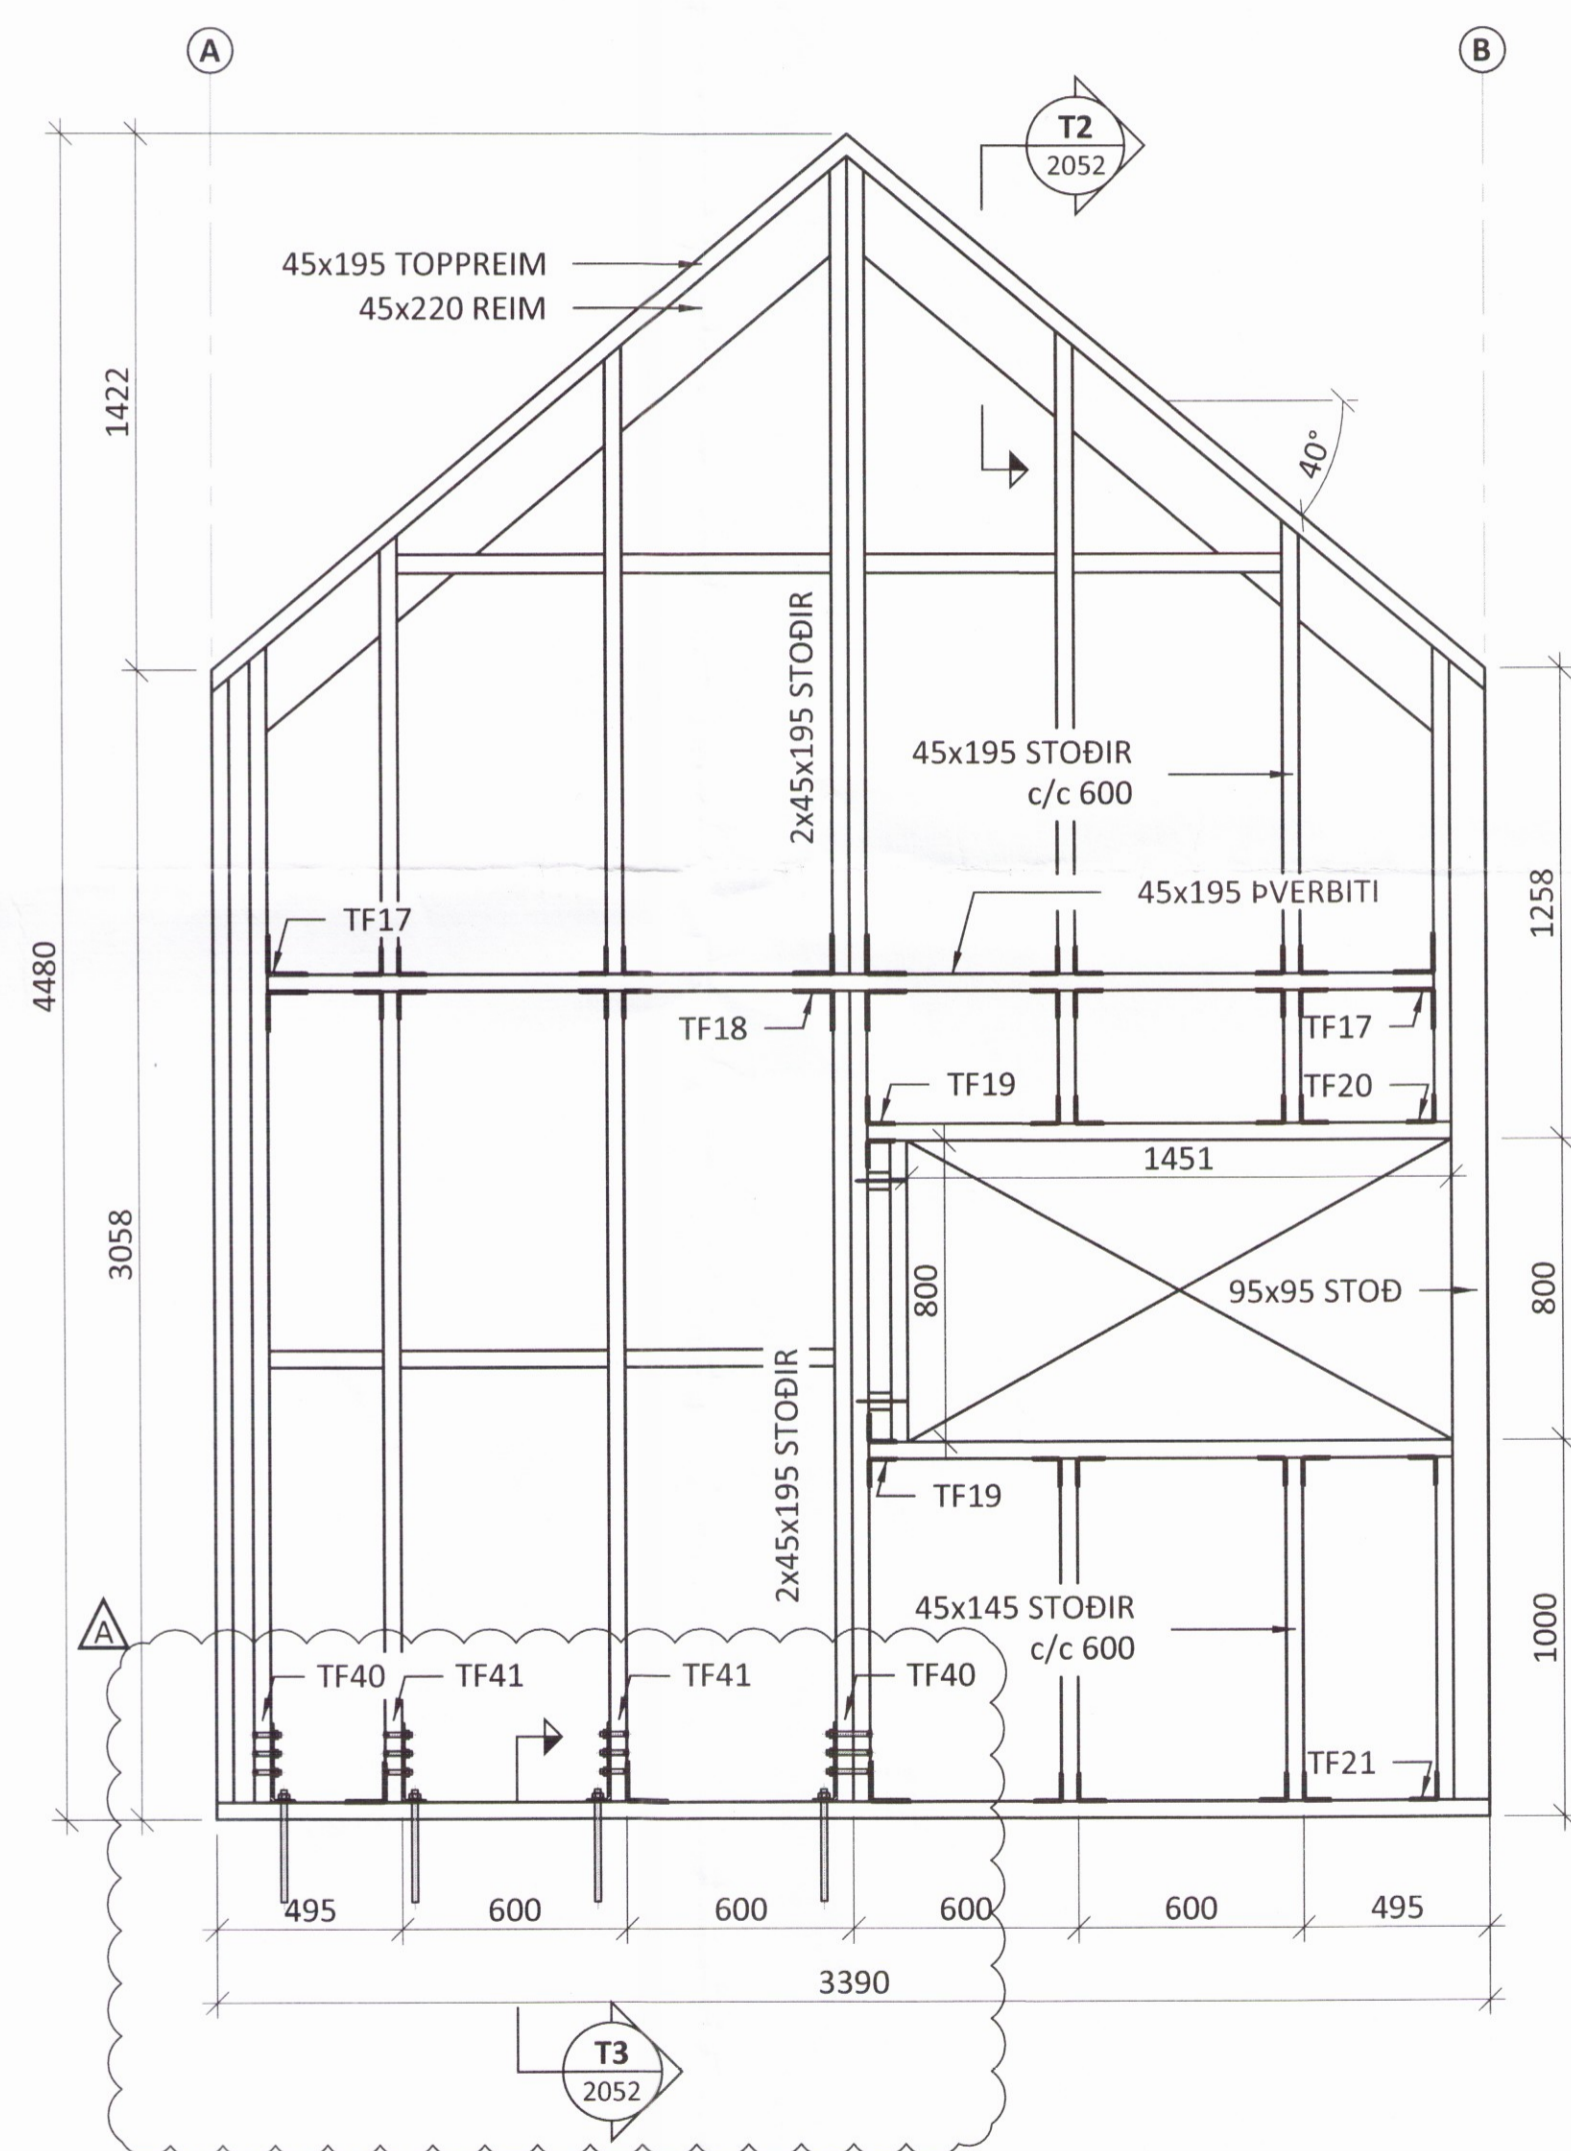 A
B
T2
2052
45x195 TOPPREIM
45x220 REIM
1422
40°
2x45x195 STOÐIR
45x195 STOÐIR
c/c 600
45x195 ÞVERBITI
1258
TF17
4480
TF18
TF17
TF19
TF20
1451
3058
800
95x95 STOÐ
800
2x45x195 STOÐIR
TF19
45x145 STOÐIR
c/c 600
1000
A
TF40
TF41
TF41
TF40
TF21
495
600
600
600
600
495
3390
T3
2052